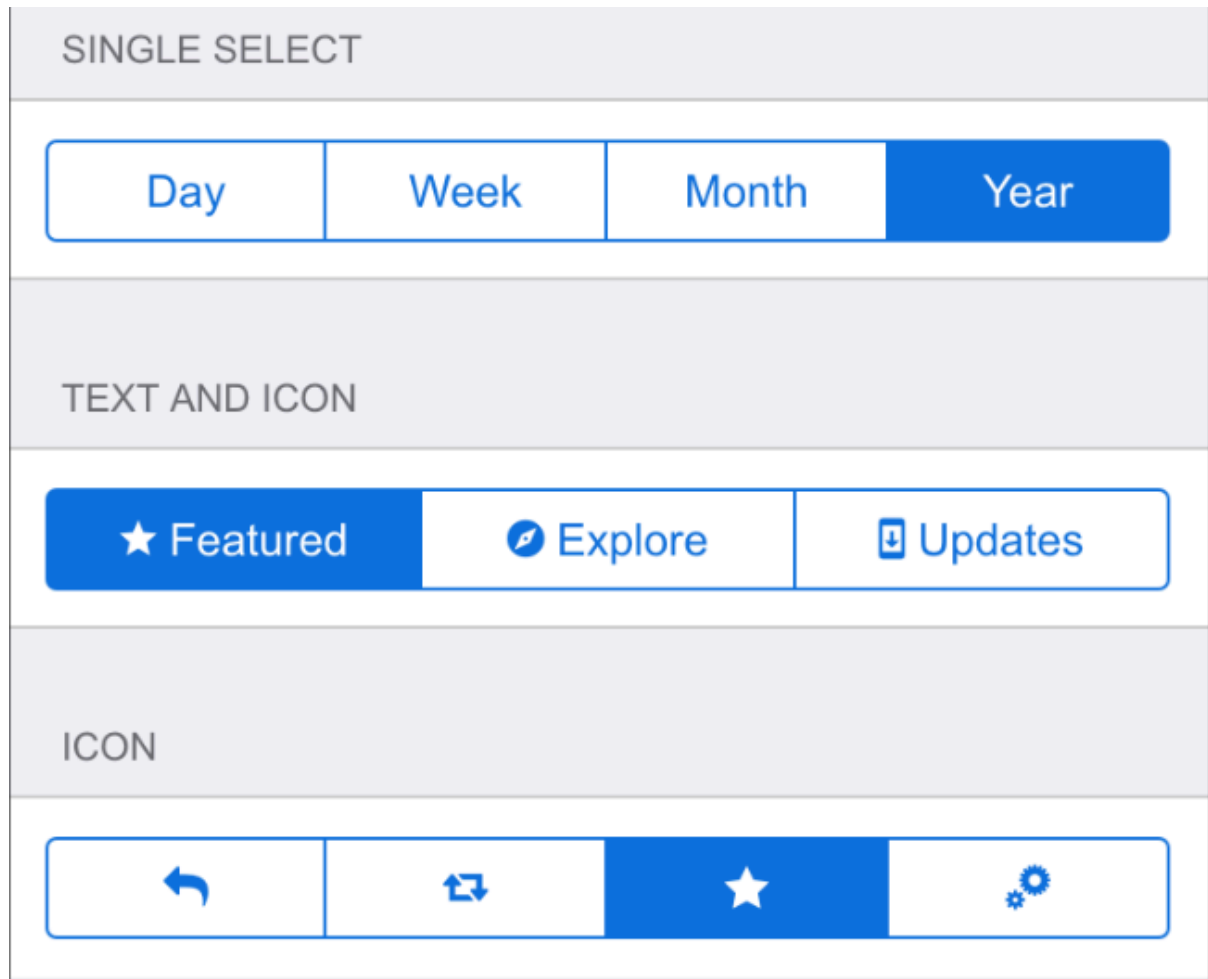 SINGLE SELECT
Day Week Month Year
TEXT AND ICON
Featured Explore Updates
ICON